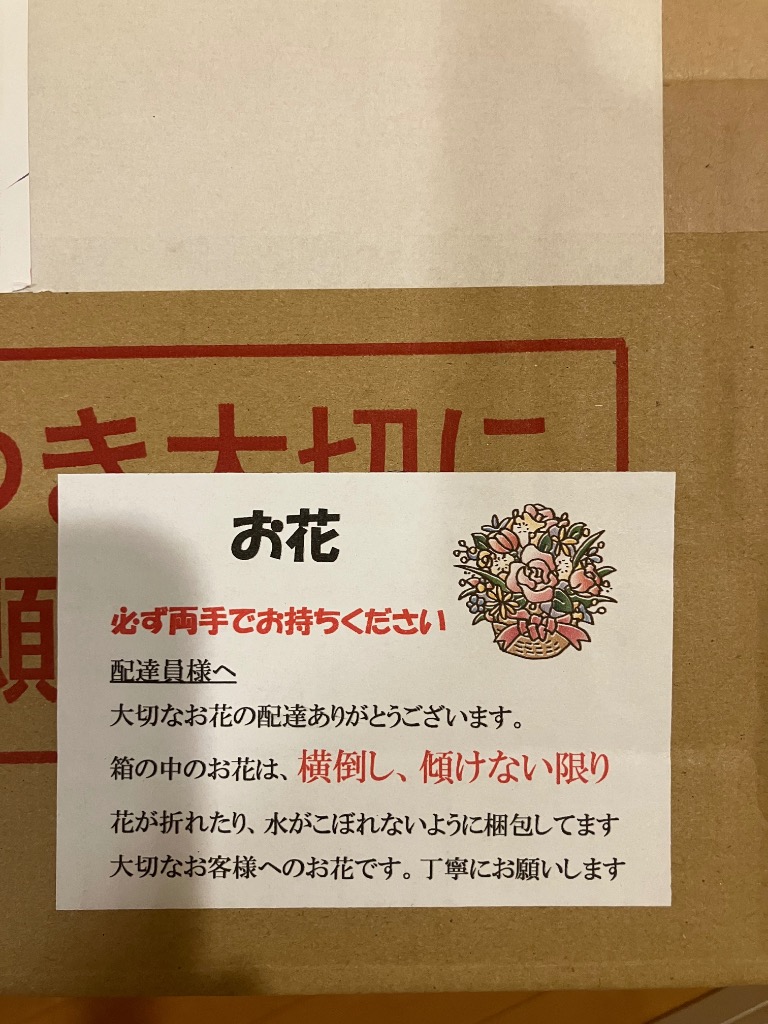 き大切に
お花
必ず両手でお持ちください
配達員様へ
大切なお花の配達ありがとうございます。
箱の中のお花は、横倒し、傾けない限り
花が折れたり、水がこぼれないように梱包してます
大切なお客様へのお花です。丁寧にお願いします